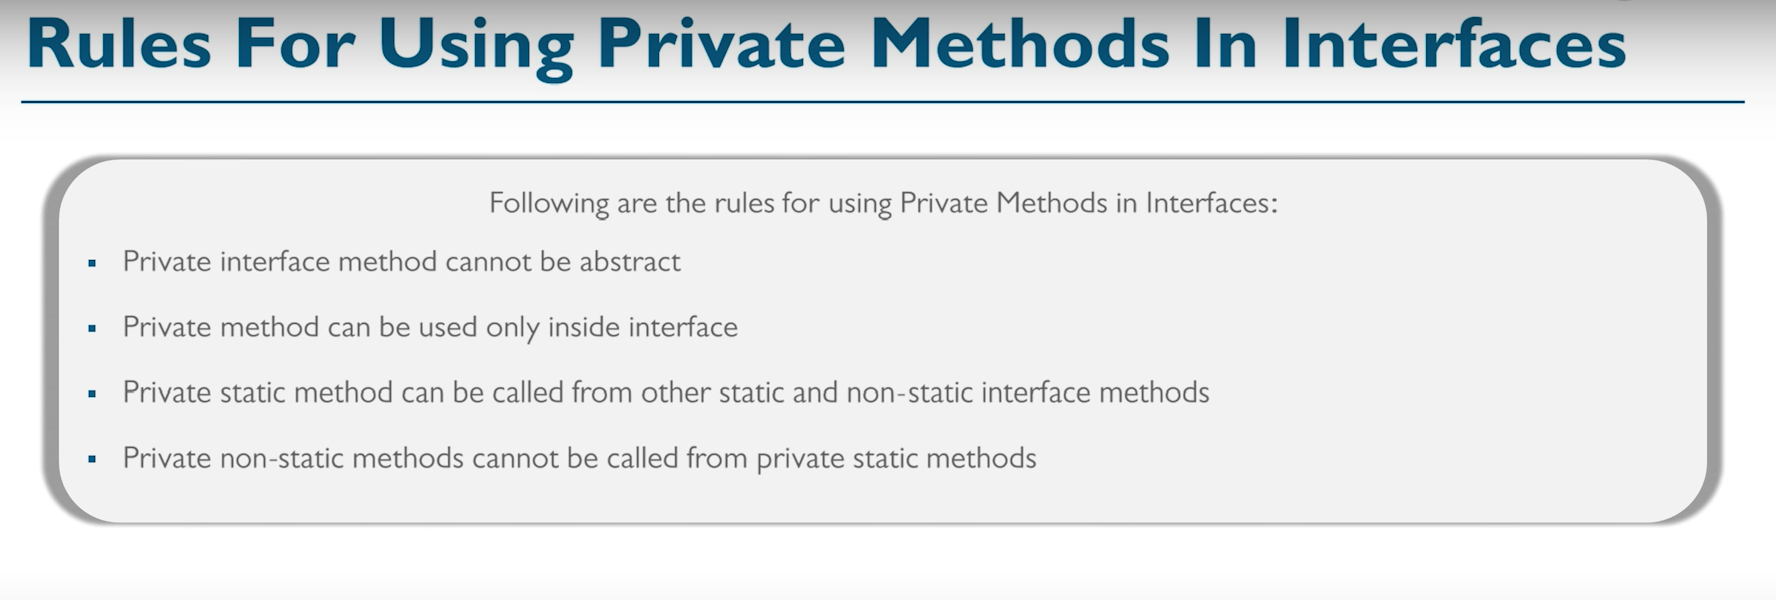 Rules For Using Private Methods In Interfaces
Following are the rules for using Private Methods in Interfaces:
▪ Private interface method cannot be abstract
▪ Private method can be used only inside interface
▪ Private static method can be called from other static and non-static interface methods
▪ Private non-static methods cannot be called from private static methods